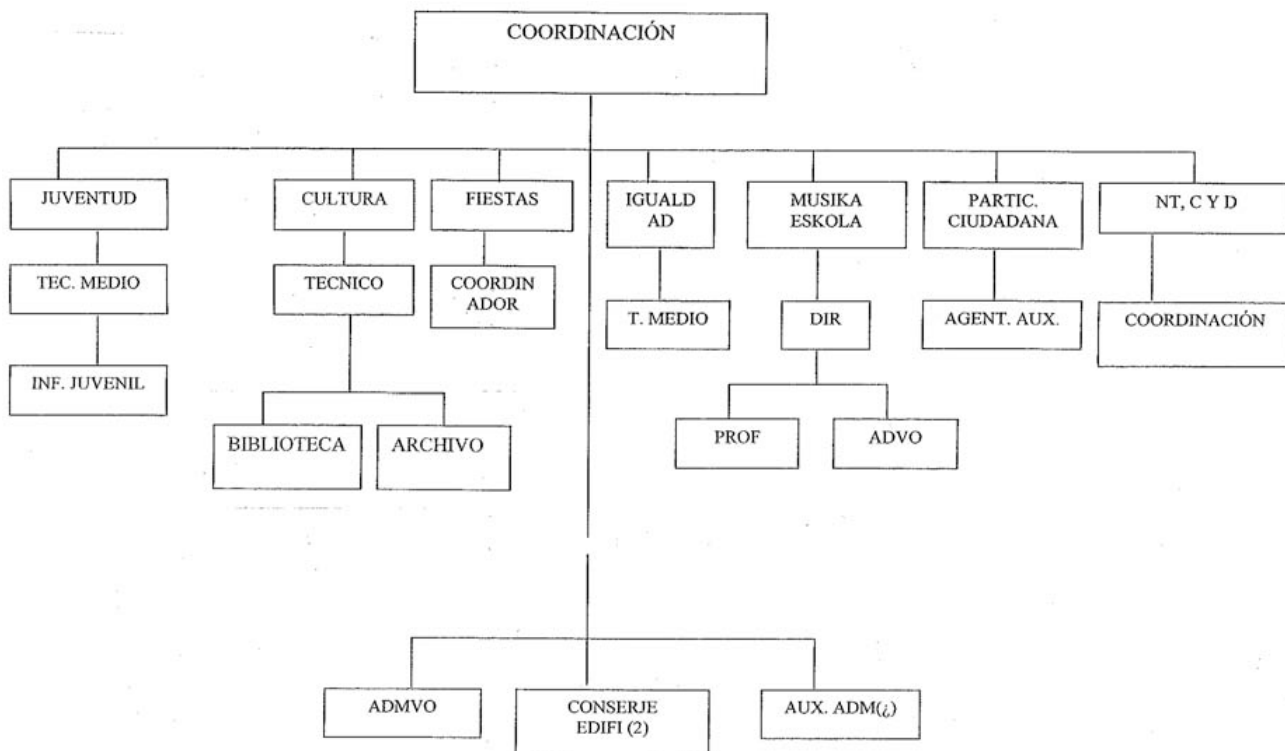 COORDINACIÓN
JUVENTUD
CULTURA
FIESTAS
IGUALD
AD
MUSIKA
ESKOLA
PARTIC.
CIUDADANA
NT, C Y D
TEC. MEDIO
TECNICO
COORDIN
ADOR
T. MEDIO
DIR
AGENT. AUX.
COORDINACIÓN
INF. JUVENIL
BIBLIOTECA
ARCHIVO
PROF
ADVO
ADMVO
CONSERJE
EDIFI (2)
AUX. ADM(¿)